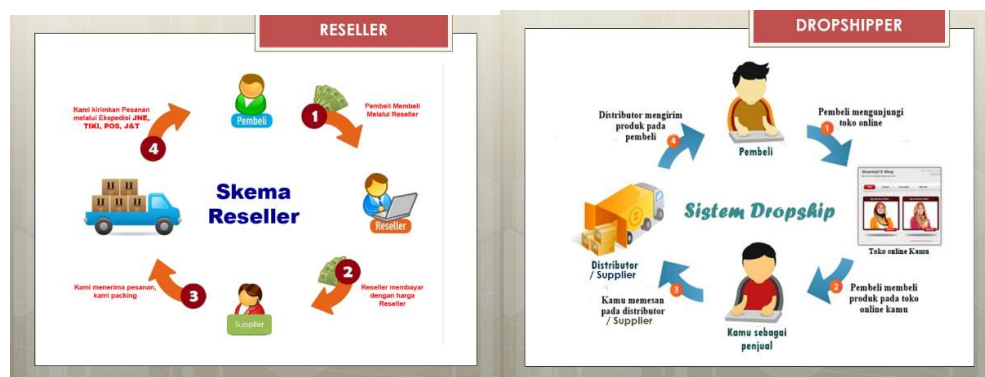 RESELLER
Kami kirimkan Pesanan
melalui Ekspedisi JNE,
TIKI, POS, J&T
4
Pembeli
1
Pembeli Membeli
Melalui Reseller
Skema
Reseller
Reseller
Kami menerima pesanan,
kami packing
3
Supplier
2
Reseller membayar
dengan harga
Reseller
DROPSHIPPER
Distributor mengirim
produk pada
pembeli
4
Pembeli
Pembeli mengunjungi
toko online
1
Sistem Dropship
Toko online Kamu
Distributor
/ Supplier
3
Kamu memesan
pada distributor
/ Supplier
Kamu sebagai
penjual
2
Pembeli membeli
produk pada toko
online kamu